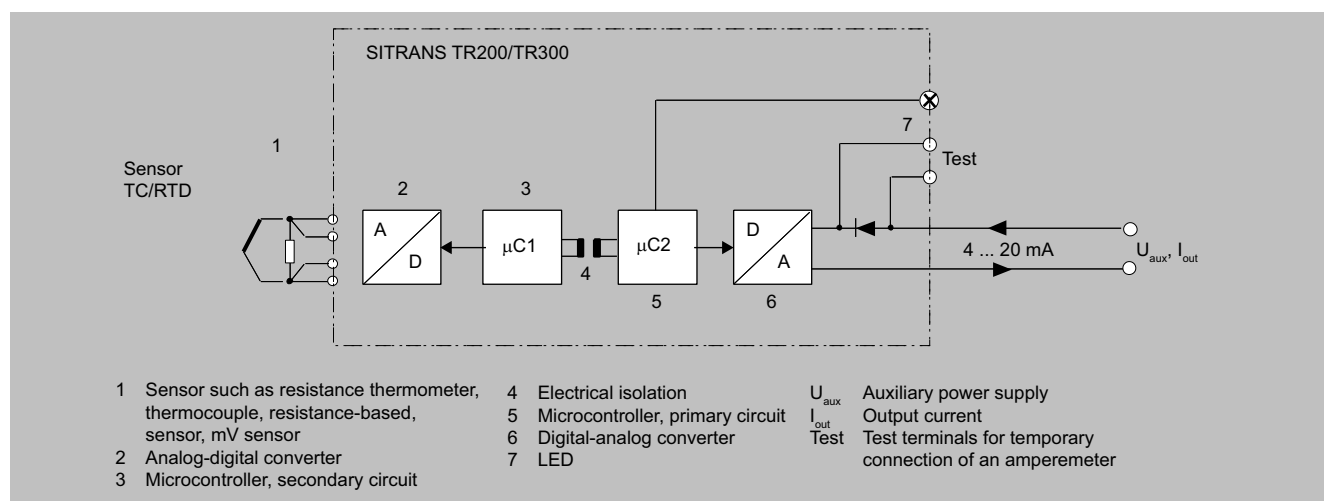 SITRANS TR200/TR300
1
7
Sensor
TC/RTD
Test
2
3
A
D
μC1
4
μC2
5
D
A
6
4 ... 20 mA
Uaux, Iout
1 Sensor such as resistance thermometer,
thermocouple, resistance-based,
sensor, mV sensor
2 Analog-digital converter
3 Microcontroller, secondary circuit
4 Electrical isolation
5 Microcontroller, primary circuit
6 Digital-analog converter
7 LED
Uaux Auxiliary power supply
Iout Output current
Test Test terminals for temporary
connection of an amperemeter